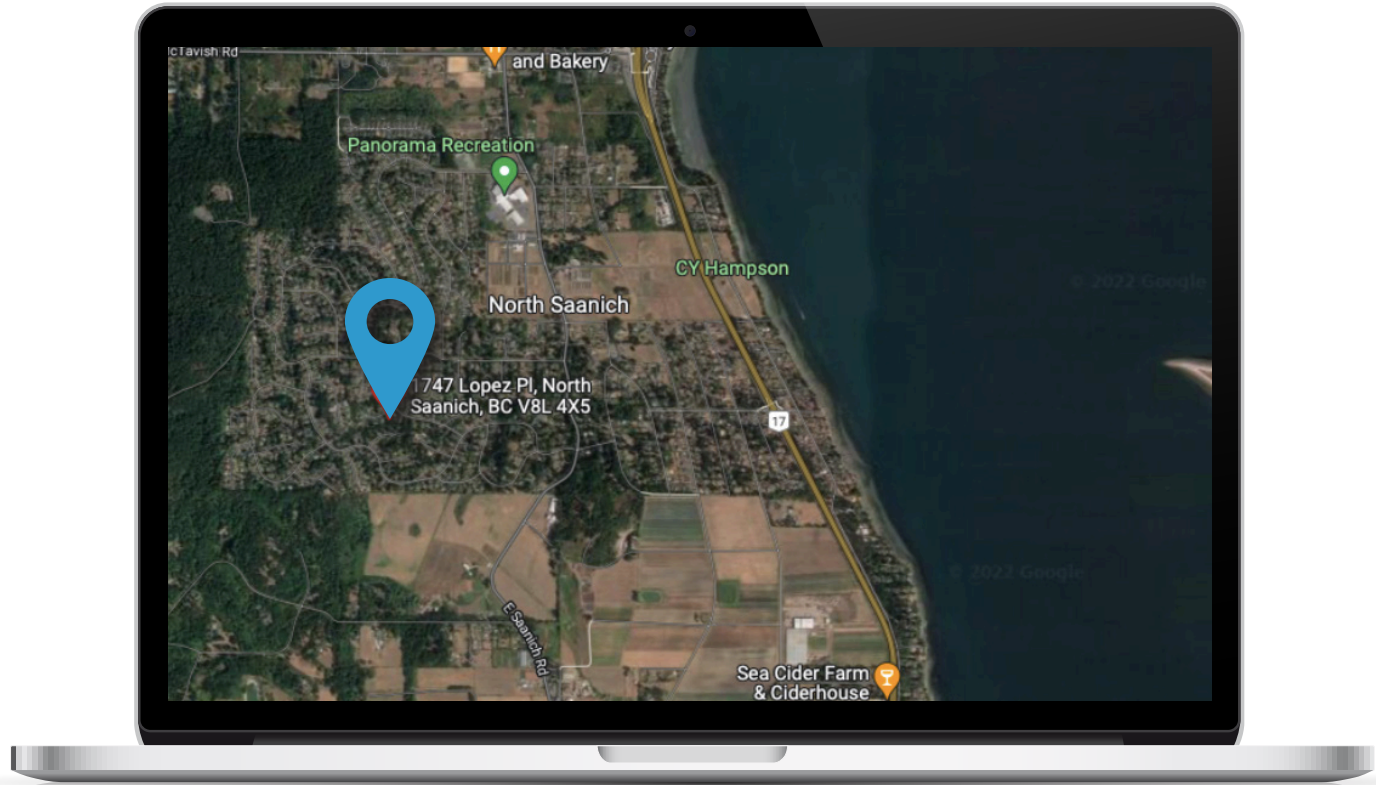 McTavish Rd
and Bakery
Panorama Recreation
CY Hampson
© 2022 Google
North Saanich
1747 Lopez Pl, North
Saanich, BC V8L 4X5
17
© 2022 Google
E Saanich Rd
Sea Cider Farm
& Ciderhouse